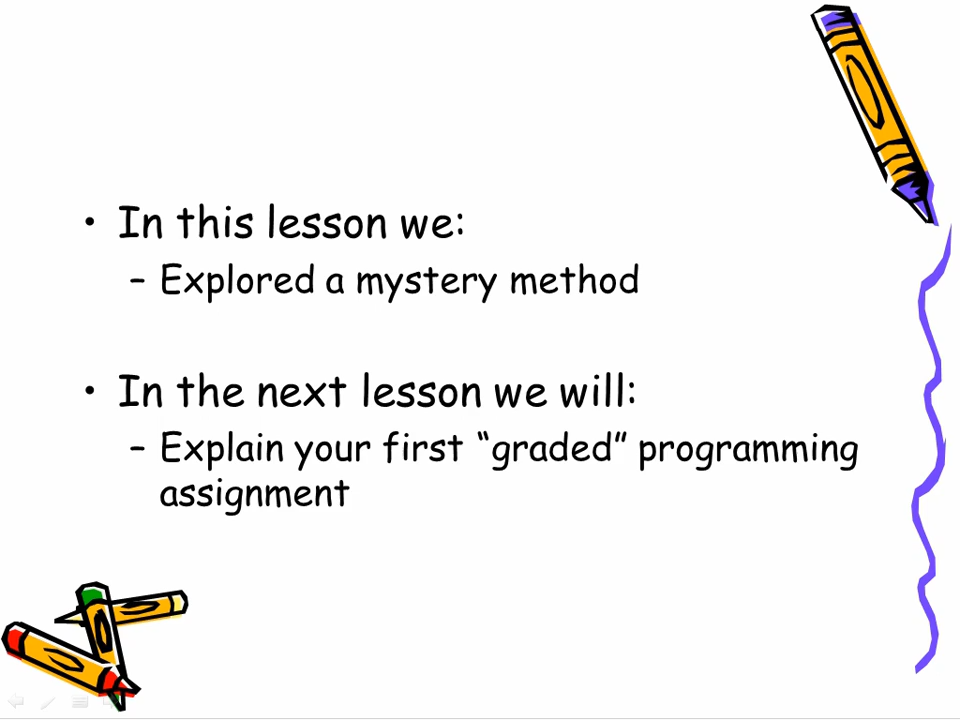 • In this lesson we:
– Explored a mystery method
• In the next lesson we will:
– Explain your first “graded” programming
assignment